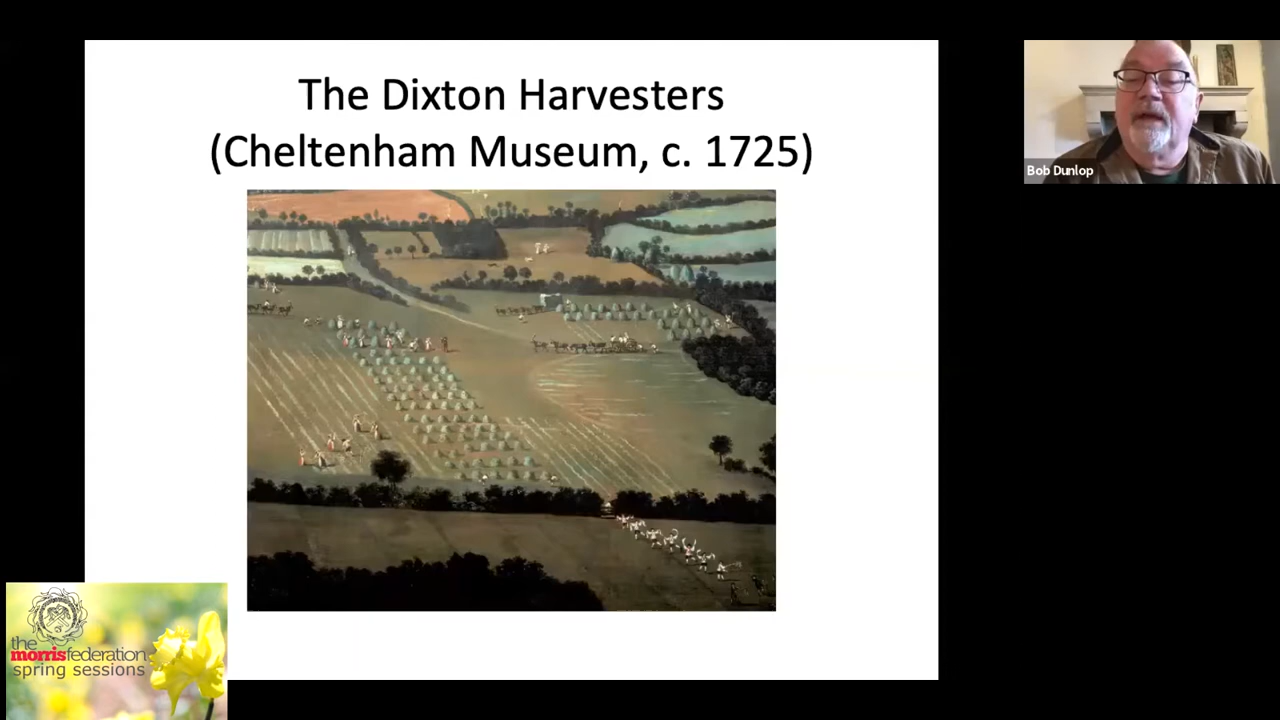 The Dixton Harvesters
(Cheltenham Museum, c. 1725)
Bob Dunlop
the
morrisfederation
spring sessions